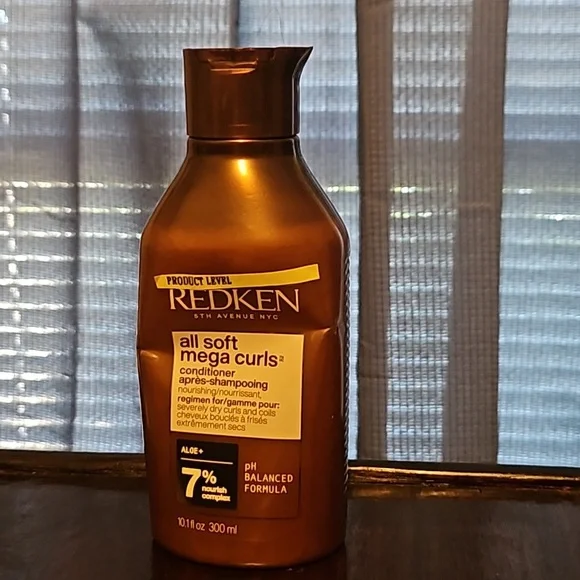 PRODUCT LEVEL
REDKEN
5TH AVENUE NYC
all soft
mega curls²
conditioner
après-shampooing
nourishing/nourrissant,
regimen for/gamme pour:
severely dry curls and coils
cheveux bouclés à frisés
extrêmement secs
ALOE+
7%
nourish
complex
pH
BALANCED
FORMULA
10.1 fl oz 300 ml